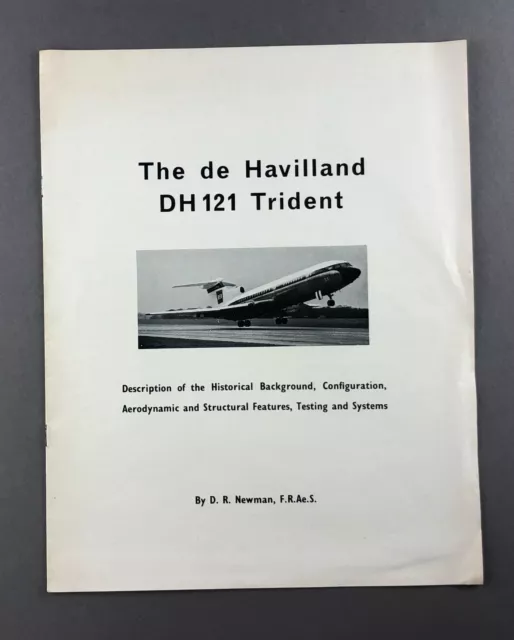 The de Havilland
DH 121 Trident
Description of the Historical Background, Configuration,
Aerodynamic and Structural Features, Testing and Systems
By D. R. Newman, F.R.Ae.S.